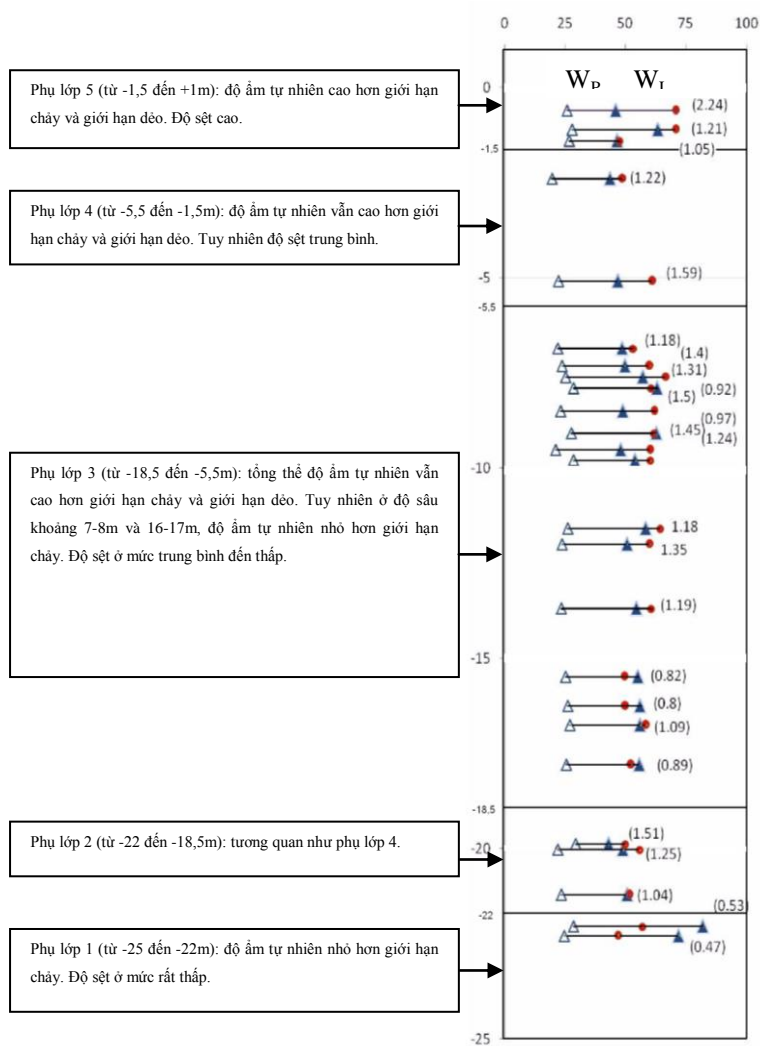 0 25 50 75 100
Phụ lớp 5 (từ -1,5 đến +1m): độ ẩm tự nhiên cao hơn giới hạn
chảy và giới hạn dẻo. Độ sệt cao.
0
(2.24)
(1.21)
(1.05)
-1.5
Phụ lớp 4 (từ -5,5 đến -1,5m): độ ẩm tự nhiên vẫn cao hơn giới
hạn chảy và giới hạn dẻo. Tuy nhiên độ sệt trung bình.
(1.22)
-5
(1.59)
-5.5
Phụ lớp 3 (từ -18,5 đến -5,5m): tổng thể độ ẩm tự nhiên vẫn
cao hơn giới hạn chảy và giới hạn dẻo. Tuy nhiên ở độ sâu
khoảng 7-8m và 16-17m, độ ẩm tự nhiên nhỏ hơn giới hạn
chảy. Độ sệt ở mức trung bình đến thấp.
(1.18)
(1.4)
(1.31)
(0.92)
(1.5)
(0.97)
(1.45)
(1.24)
-10
1.18
1.35
(1.19)
-15
(0.82)
(0.8)
(1.09)
(0.89)
-18.5
Phụ lớp 2 (từ -22 đến -18,5m): tương quan như phụ lớp 4.
(1.51)
-20
(1.25)
(1.04)
(0.53)
-22
Phụ lớp 1 (từ -25 đến -22m): độ ẩm tự nhiên nhỏ hơn giới hạn
chảy. Độ sệt ở mức rất thấp.
(0.47)
-25